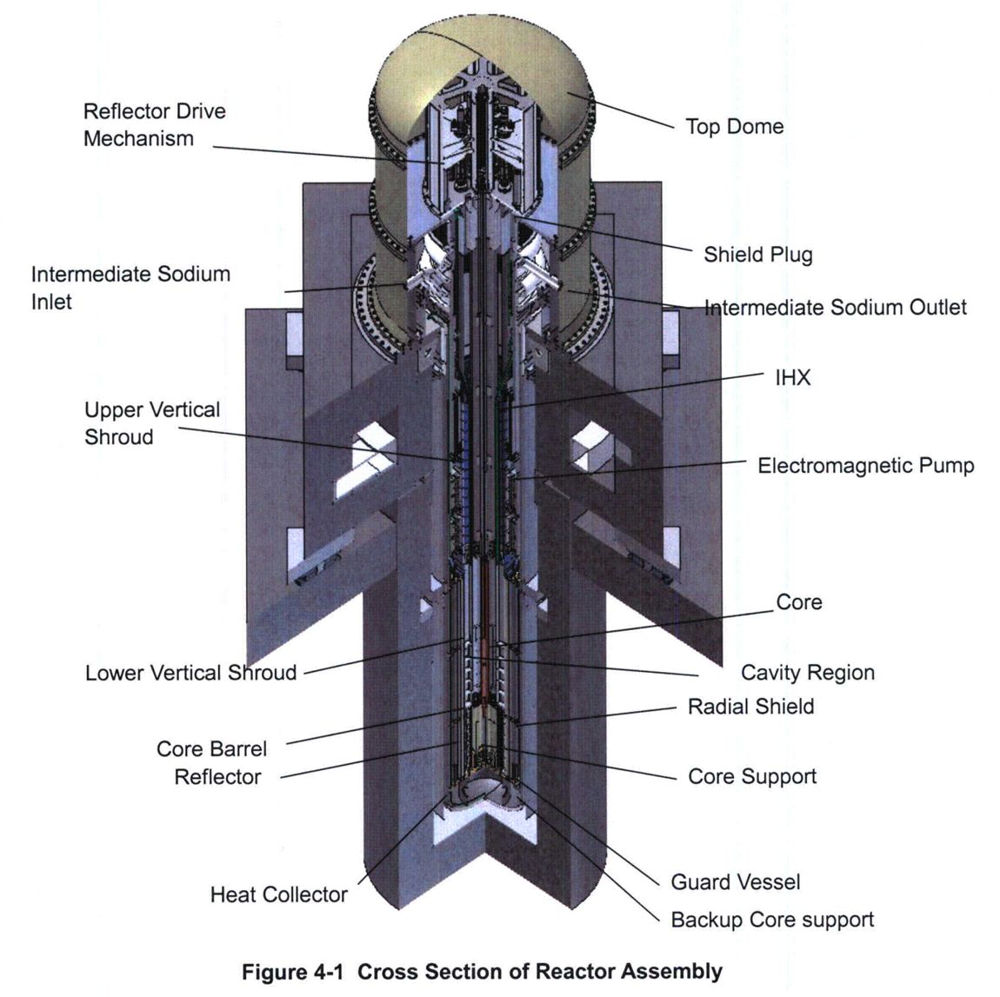 Reflector Drive
Mechanism
Top Dome
Shield Plug
Intermediate Sodium
Inlet
Intermediate Sodium Outlet
IHX
Upper Vertical
Shroud
Electromagnetic Pump
Core
Lower Vertical Shroud
Cavity Region
Radial Shield
Core Barrel
Reflector
Core Support
Guard Vessel
Heat Collector
Backup Core support
Figure 4-1 Cross Section of Reactor Assembly